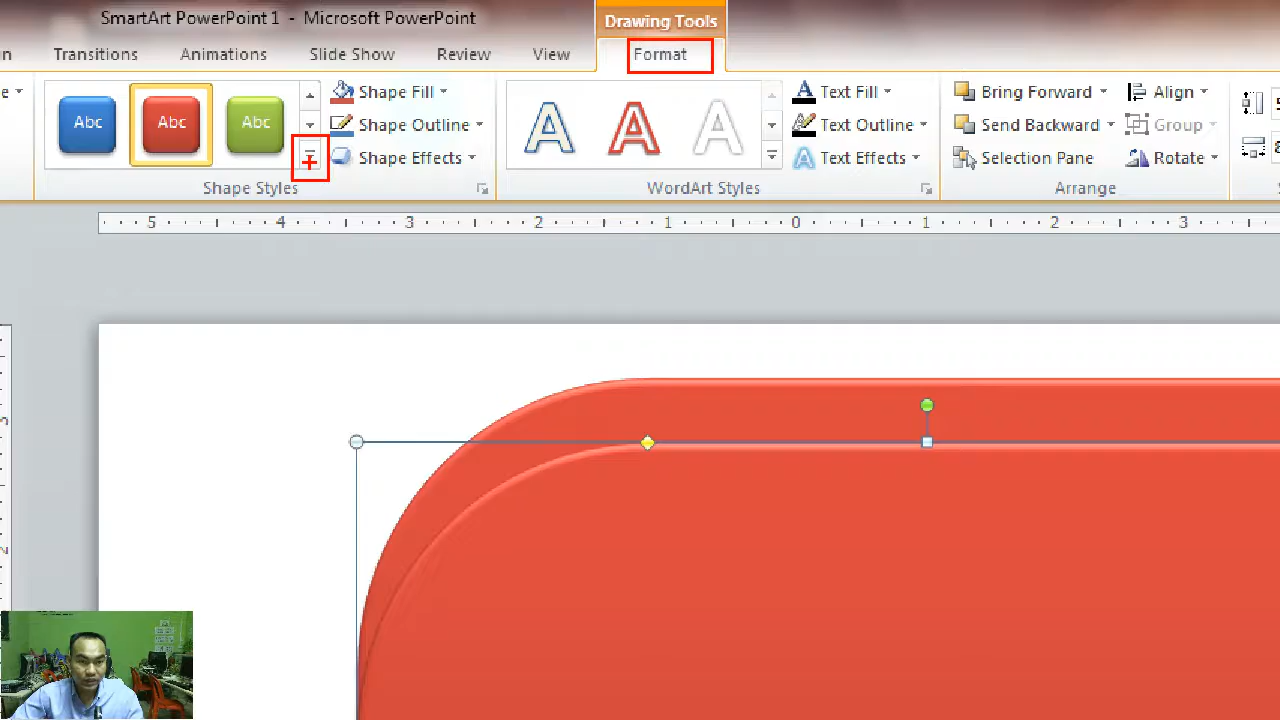 SmartArt PowerPoint 1 - Microsoft PowerPoint
Drawing Tools
Transitions Animations Slide Show Review View Format
Abc Abc Abc
Shape Fill
Shape Outline
Shape Effects
Shape Styles
A A A
Text Fill
Text Outline
Text Effects
WordArt Styles
Bring Forward
Send Backward
Selection Pane
Align
Group
Rotate
Arrange
5 4 3 2 1 0 1 2 3